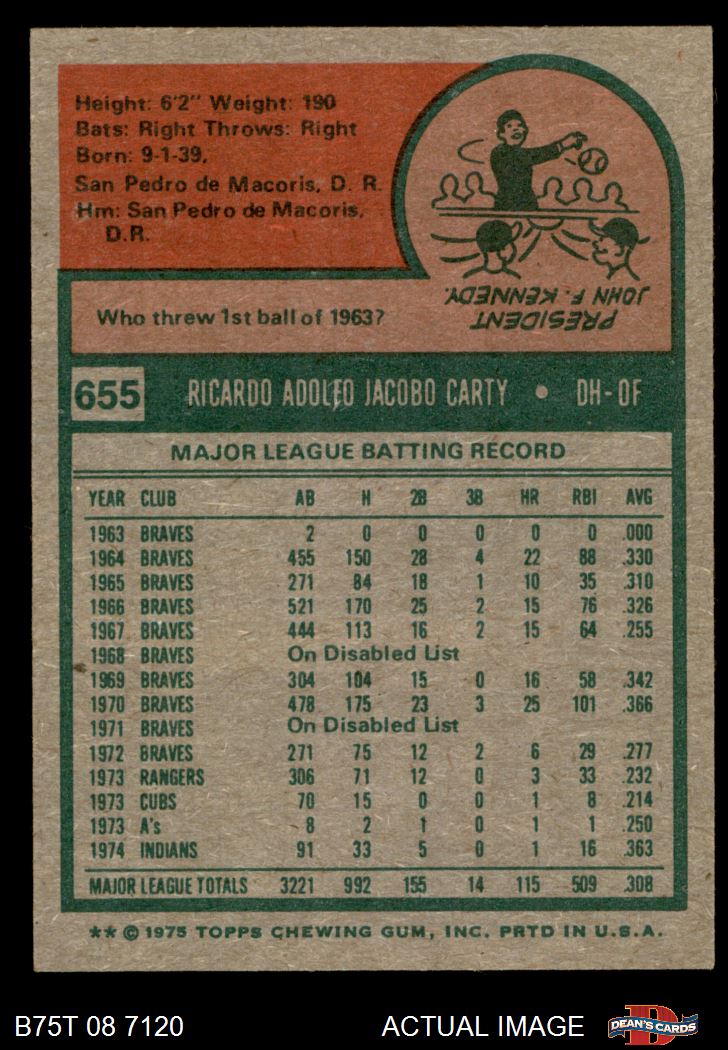 Height: 6'2" Weight: 190
Bats: Right Throws: Right
Born: 9-1-39,
San Pedro de Macoris, D. R.
Hm: San Pedro de Macoris,
D.R.
Who threw 1st ball of 1963?
PRESIDENT
JOHN F. KENNEDY.
655 RICARDO ADOLFO JACOBO CARTY • DH-OF
MAJOR LEAGUE BATTING RECORD
YEAR CLUB AB H 2B 3B HR RBI AVG
1963 BRAVES 2 0 0 0 0 0 .000
1964 BRAVES 455 150 28 4 22 88 .330
1965 BRAVES 271 84 18 1 10 35 .310
1966 BRAVES 521 170 25 2 15 76 .326
1967 BRAVES 444 113 16 2 15 64 .255
1968 BRAVES On Disabled List
1969 BRAVES 304 104 15 0 16 58 .342
1970 BRAVES 478 175 23 3 25 101 .366
1971 BRAVES On Disabled List
1972 BRAVES 271 75 12 2 6 29 .277
1973 RANGERS 306 71 12 0 3 33 .232
1973 CUBS 70 15 0 0 1 8 .214
1973 A's 8 2 1 0 1 1 .250
1974 INDIANS 91 33 5 0 1 16 .363
MAJOR LEAGUE TOTALS 3221 992 155 14 115 509 .308
** © 1975 TOPPS CHEWING GUM, INC. PRTD IN U.S.A.
B75T 08 7120 ACTUAL IMAGE D DEAN'S CARDS